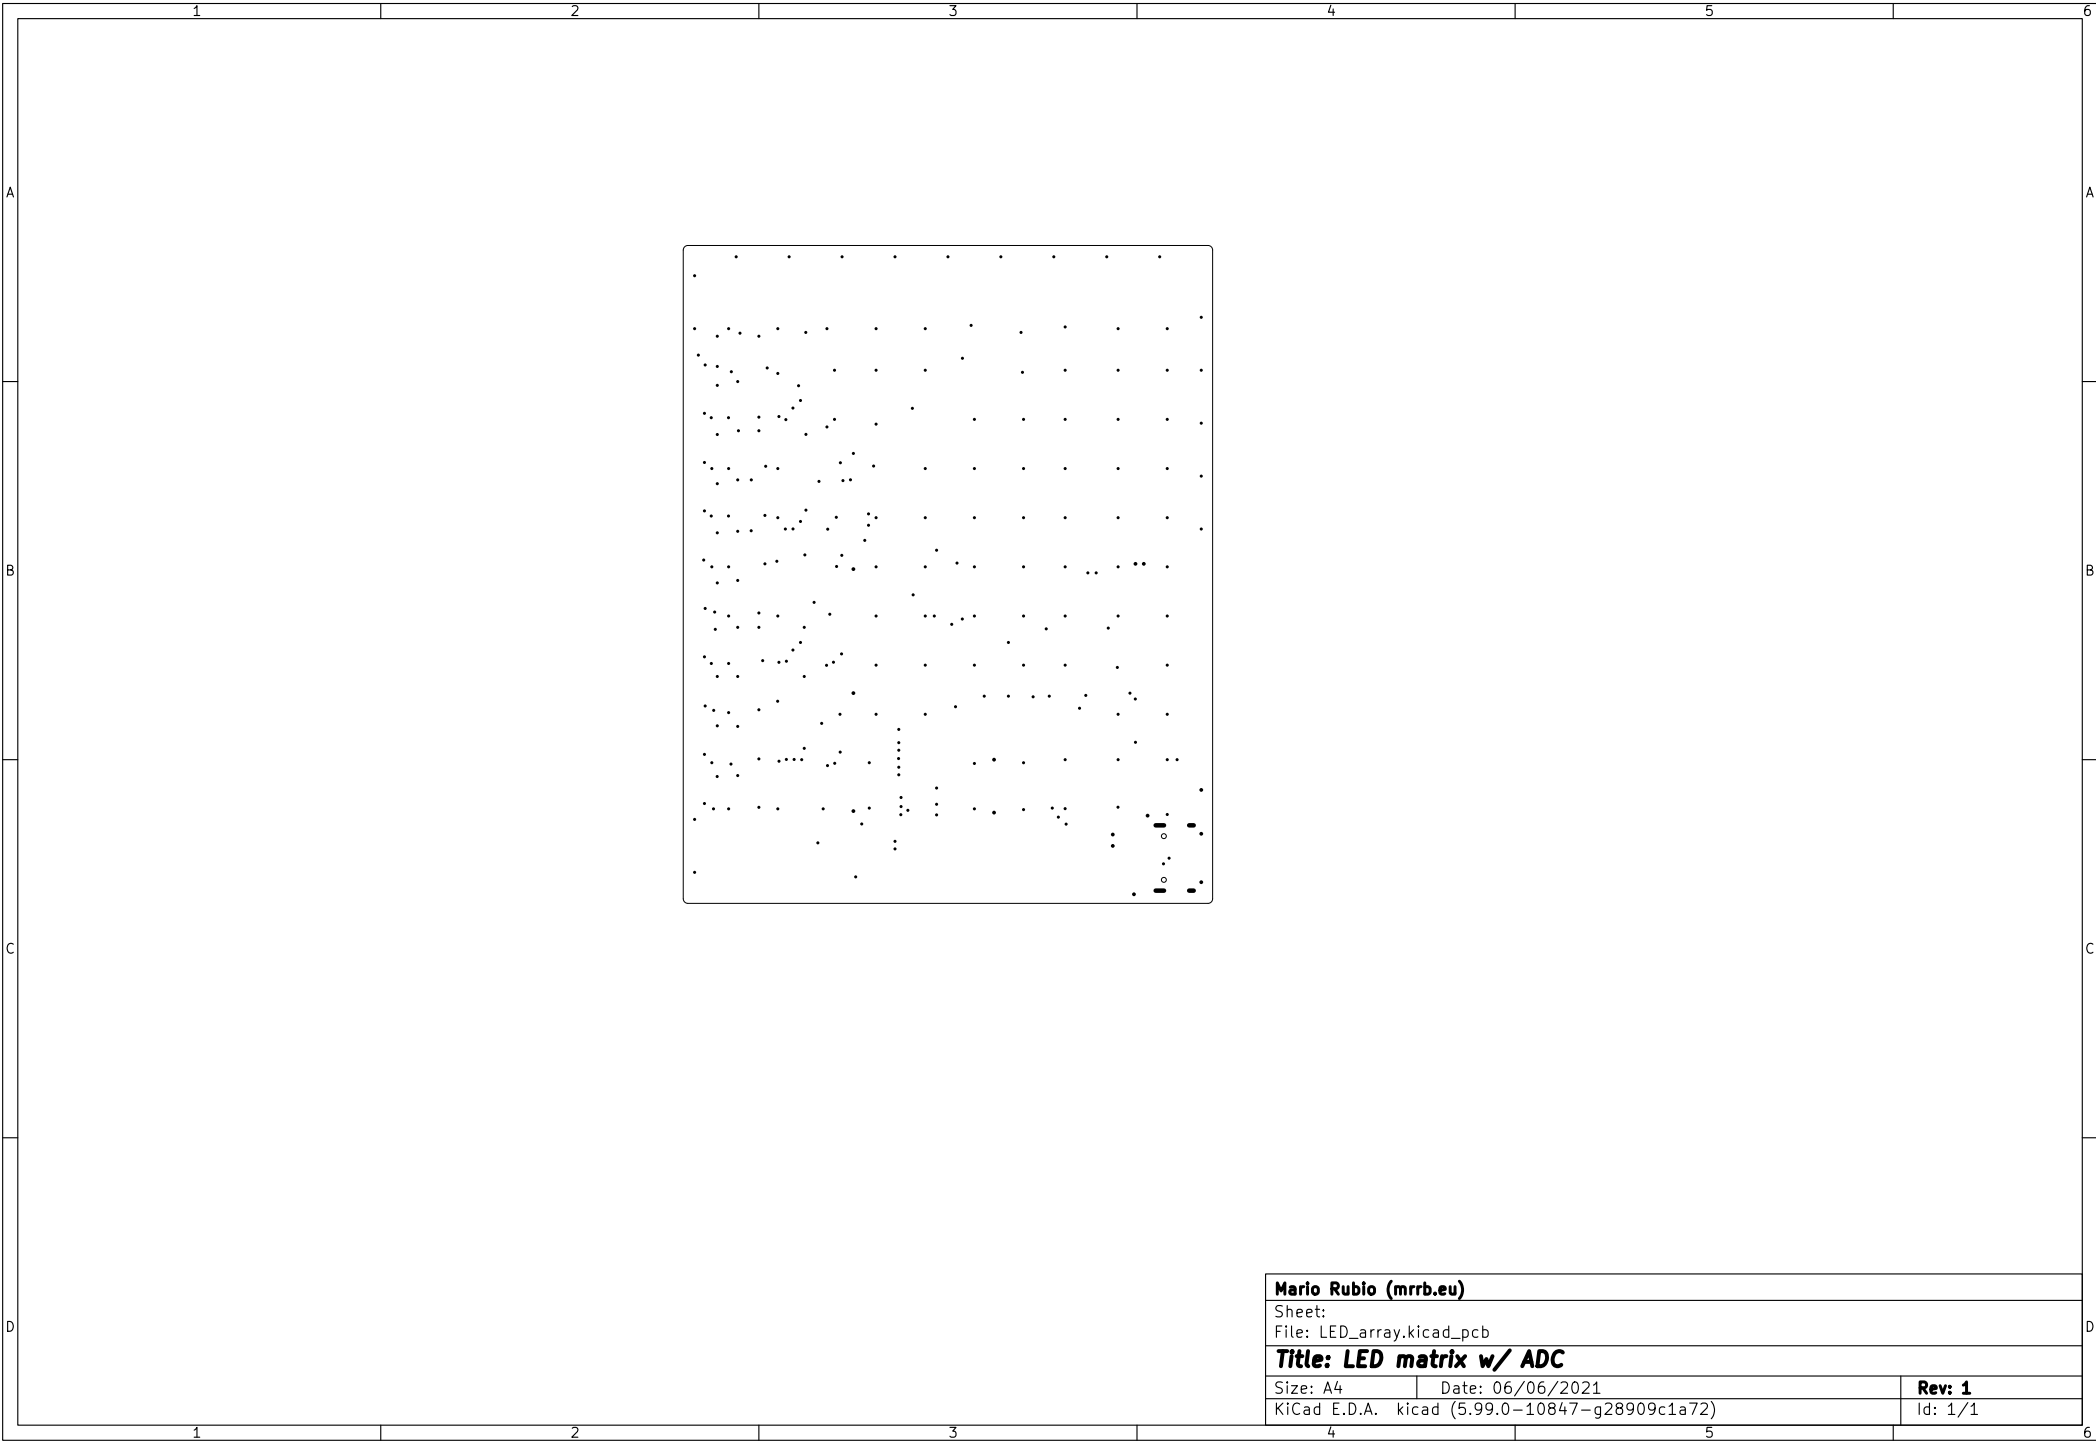 1 2 3 4 5 6
A A
B B
C C
Mario Rubio (mrrb.eu)
Sheet:
File: LED_array.kicad_pcb
D D
Title: LED matrix w/ ADC
Size: A4 Date: 06/06/2021 Rev: 1
KiCad E.D.A. kicad (5.99.0-10847-g28909c1a72) Id: 1/1
1 2 3 4 5 6